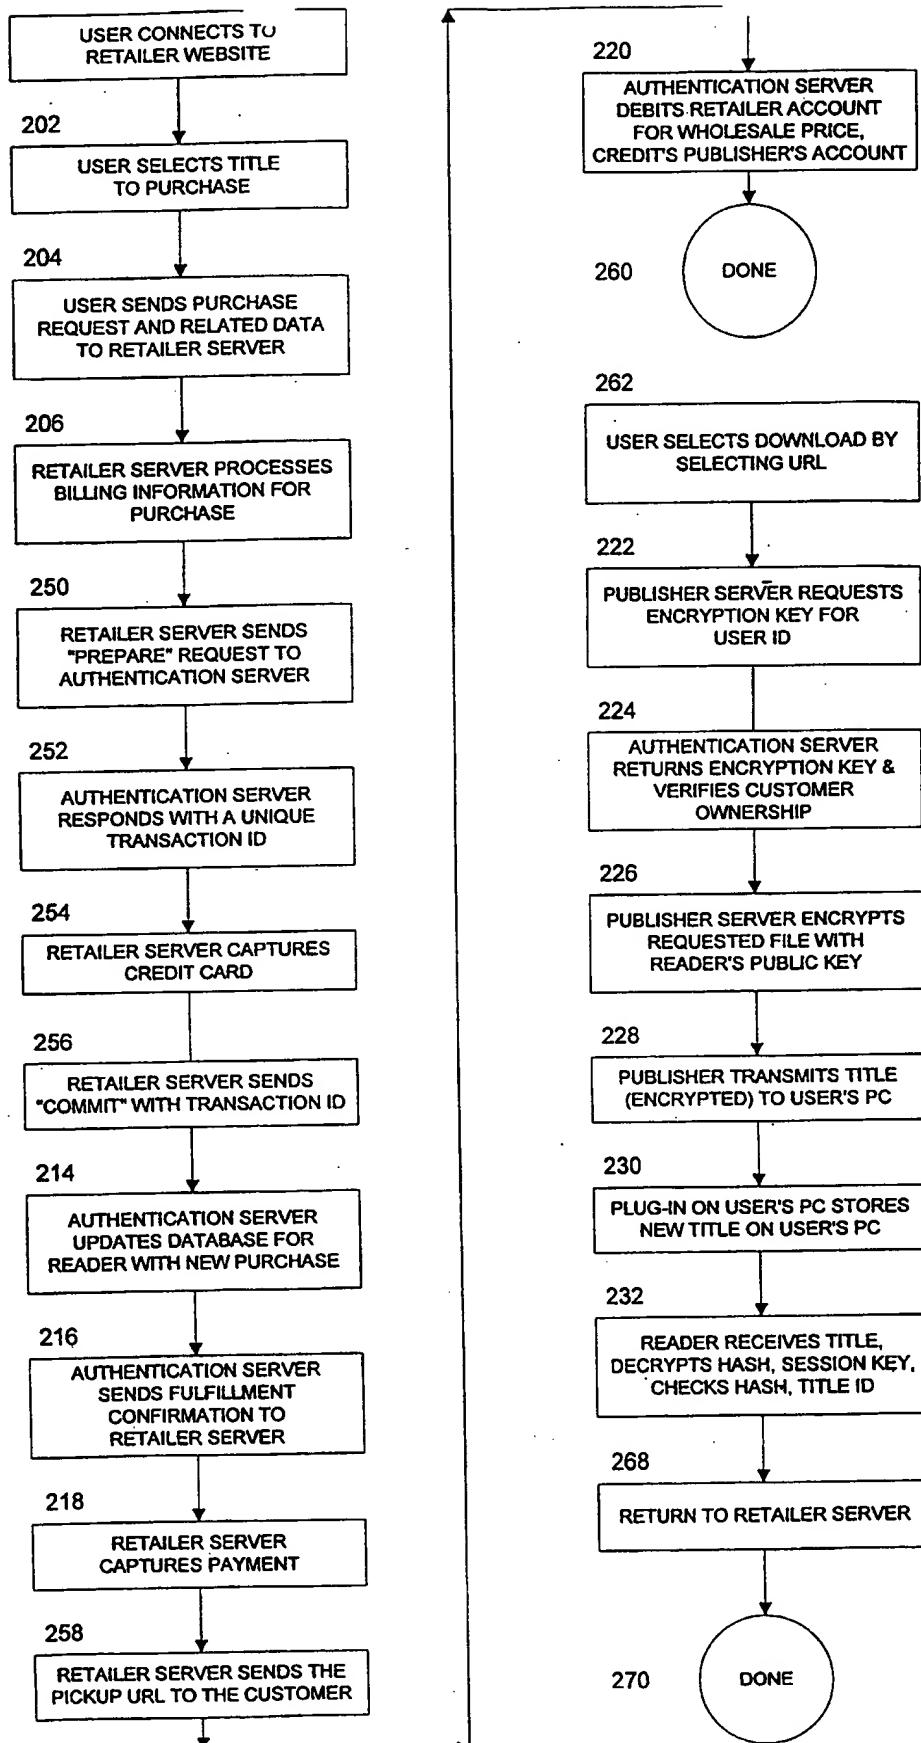 USER CONNECTS TO
RETAILER WEBSITE
202
USER SELECTS TITLE
TO PURCHASE
204
USER SENDS PURCHASE
REQUEST AND RELATED DATA
TO RETAILER SERVER
206
RETAILER SERVER PROCESSES
BILLING INFORMATION FOR
PURCHASE
250
RETAILER SERVER SENDS
"PREPARE" REQUEST TO
AUTHENTICATION SERVER
252
AUTHENTICATION SERVER
RESPONDS WITH A UNIQUE
TRANSACTION ID
254
RETAILER SERVER CAPTURES
CREDIT CARD
256
RETAILER SERVER SENDS
"COMMIT" WITH TRANSACTION ID
214
AUTHENTICATION SERVER
UPDATES DATABASE FOR
READER WITH NEW PURCHASE
216
AUTHENTICATION SERVER
SENDS FULFILLMENT
CONFIRMATION TO
RETAILER SERVER
218
RETAILER SERVER
CAPTURES PAYMENT
258
RETAILER SERVER SENDS THE
PICKUP URL TO THE CUSTOMER
220
AUTHENTICATION SERVER
DEBITS RETAILER ACCOUNT
FOR WHOLESALE PRICE,
CREDIT'S PUBLISHER'S ACCOUNT
260
DONE
262
USER SELECTS DOWNLOAD BY
SELECTING URL
222
PUBLISHER SERVER REQUESTS
ENCRYPTION KEY FOR
USER ID
224
AUTHENTICATION SERVER
RETURNS ENCRYPTION KEY &
VERIFIES CUSTOMER
OWNERSHIP
226
PUBLISHER SERVER ENCRYPTS
REQUESTED FILE WITH
READER'S PUBLIC KEY
228
PUBLISHER TRANSMITS TITLE
(ENCRYPTED) TO USER'S PC
230
PLUG-IN ON USER'S PC STORES
NEW TITLE ON USER'S PC
232
READER RECEIVES TITLE,
DECRYPTS HASH, SESSION KEY,
CHECKS HASH, TITLE ID
268
RETURN TO RETAILER SERVER
270
DONE